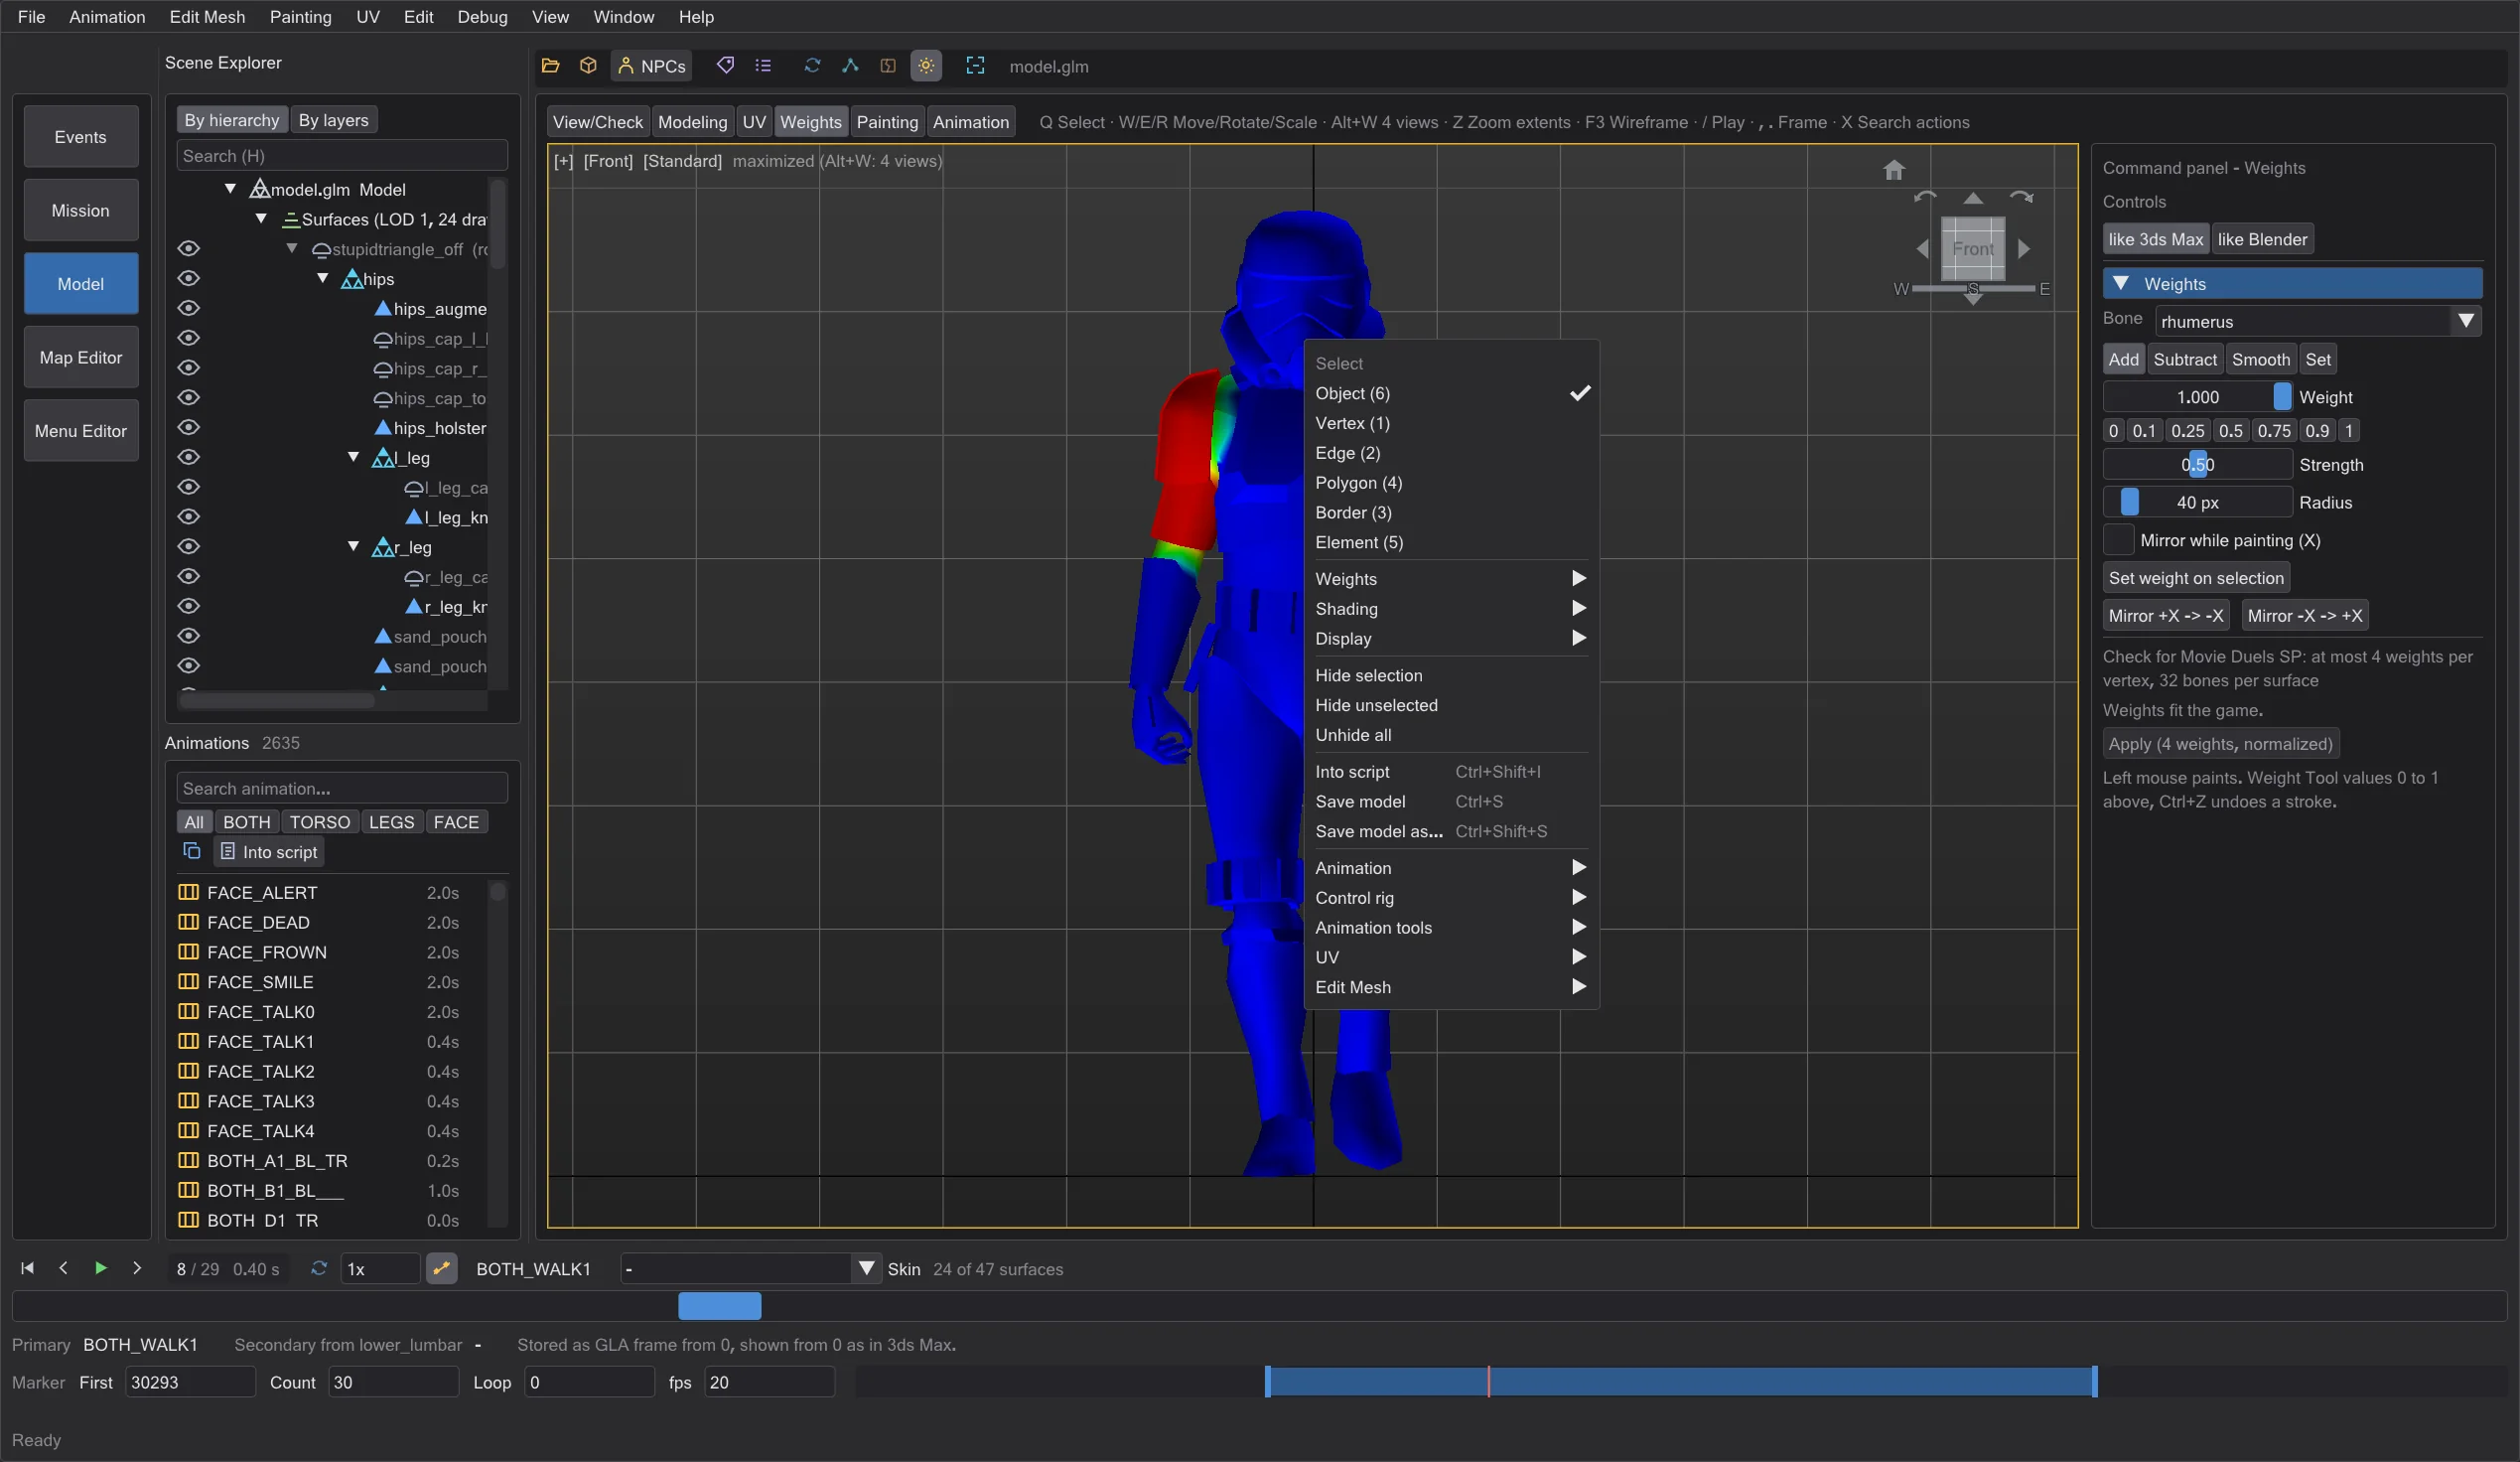 File Animation Edit Mesh Painting UV Edit Debug View Window Help
Scene Explorer
NPCs
model.glm
Events
Mission
Model
Map Editor
Menu Editor
By hierarchy By layers
Search (H)
model.glm Model
Surfaces (LOD 1, 24 dra
stupidtriangle_off (ro
hips
hips_augme
hips_cap_l_l
hips_cap_r_
hips_cap_to
hips_holster
l_leg
l_leg_ca
l_leg_kn
r_leg
r_leg_ca
r_leg_kn
sand_pouch
sand_pouch
Animations 2635
Search animation...
All BOTH TORSO LEGS FACE
Into script
FACE_ALERT 2.0s
FACE_DEAD 2.0s
FACE_FROWN 2.0s
FACE_SMILE 2.0s
FACE_TALK0 2.0s
FACE_TALK1 0.4s
FACE_TALK2 0.4s
FACE_TALK3 0.4s
FACE_TALK4 0.4s
BOTH_A1_BL_TR 0.2s
BOTH_B1_BL___ 1.0s
BOTH_D1_TR 0.0s
View/Check Modeling UV Weights Painting Animation Q Select · W/E/R Move/Rotate/Scale · Alt+W 4 views · Z Zoom extents · F3 Wireframe · / Play · , . Frame · X Search actions
[+] [Front] [Standard] maximized (Alt+W: 4 views)
Front
W S E
Select
Object (6)
Vertex (1)
Edge (2)
Polygon (4)
Border (3)
Element (5)
Weights
Shading
Display
Hide selection
Hide unselected
Unhide all
Into script Ctrl+Shift+I
Save model Ctrl+S
Save model as... Ctrl+Shift+S
Animation
Control rig
Animation tools
UV
Edit Mesh
Command panel - Weights
Controls
like 3ds Max like Blender
Weights
Bone rhumerus
Add Subtract Smooth Set
1.000 Weight
0 0.1 0.25 0.5 0.75 0.9 1
0.50 Strength
40 px Radius
Mirror while painting (X)
Set weight on selection
Mirror +X -> -X Mirror -X -> +X
Check for Movie Duels SP: at most 4 weights per
vertex, 32 bones per surface
Weights fit the game.
Apply (4 weights, normalized)
Left mouse paints. Weight Tool values 0 to 1
above, Ctrl+Z undoes a stroke.
8 / 29 0.40 s 1x BOTH_WALK1 - Skin 24 of 47 surfaces
Primary BOTH_WALK1 Secondary from lower_lumbar - Stored as GLA frame from 0, shown from 0 as in 3ds Max.
Marker First 30293 Count 30 Loop 0 fps 20
Ready